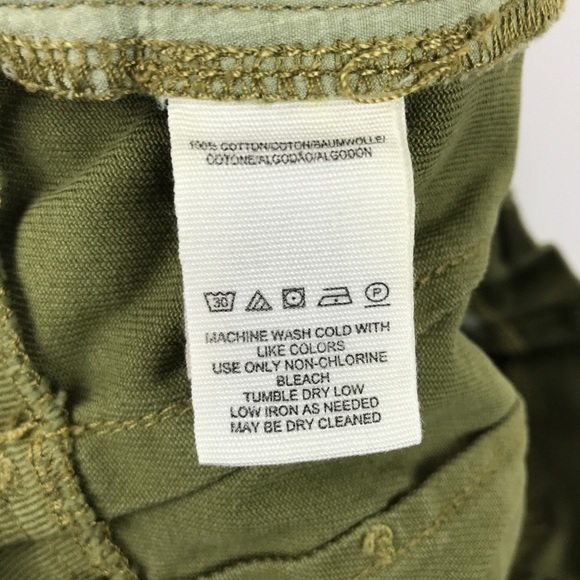 100% COTTON/COTON/BAUMWOLLE/
COTONE/ALGODÃO/ALGODON
30 P
MACHINE WASH COLD WITH
LIKE COLORS
USE ONLY NON-CHLORINE
BLEACH
TUMBLE DRY LOW
LOW IRON AS NEEDED
MAY BE DRY CLEANED